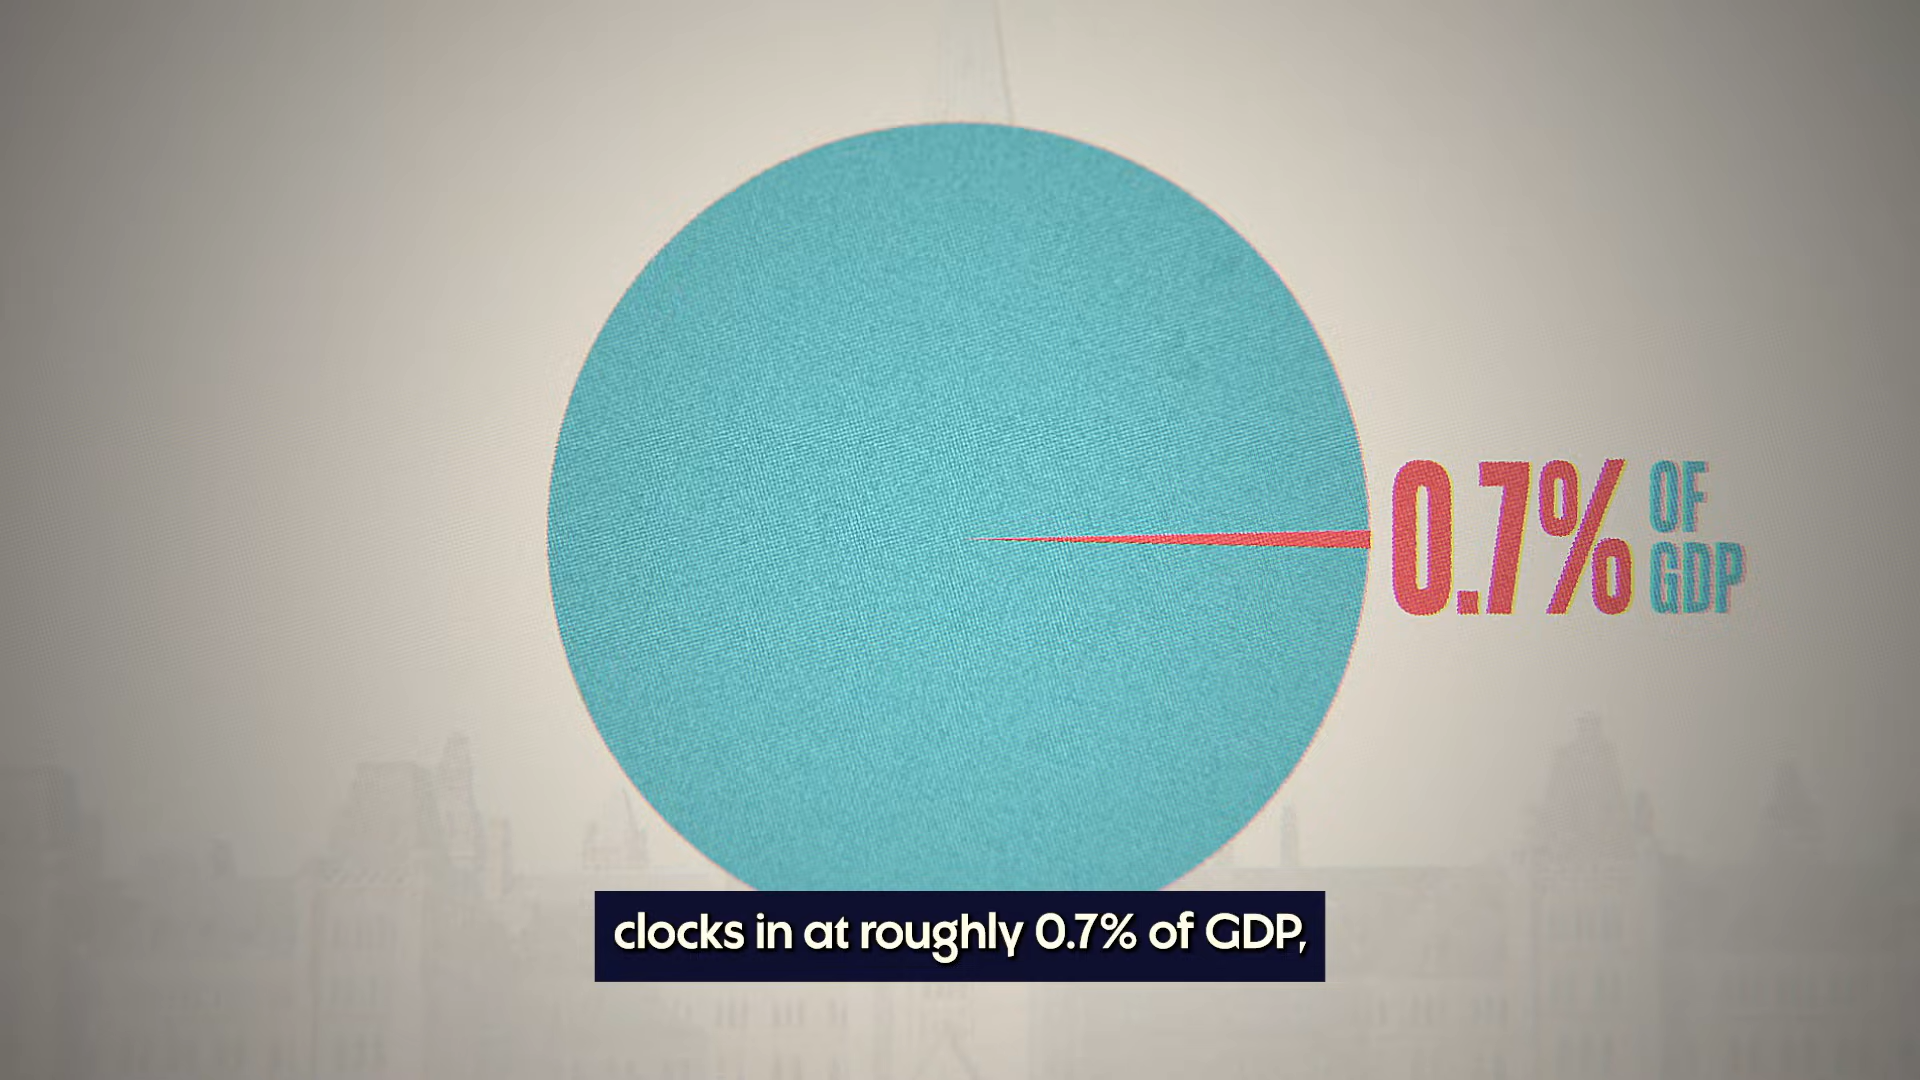 0.7% OF
GDP
clocks in at roughly 0.7% of GDP,